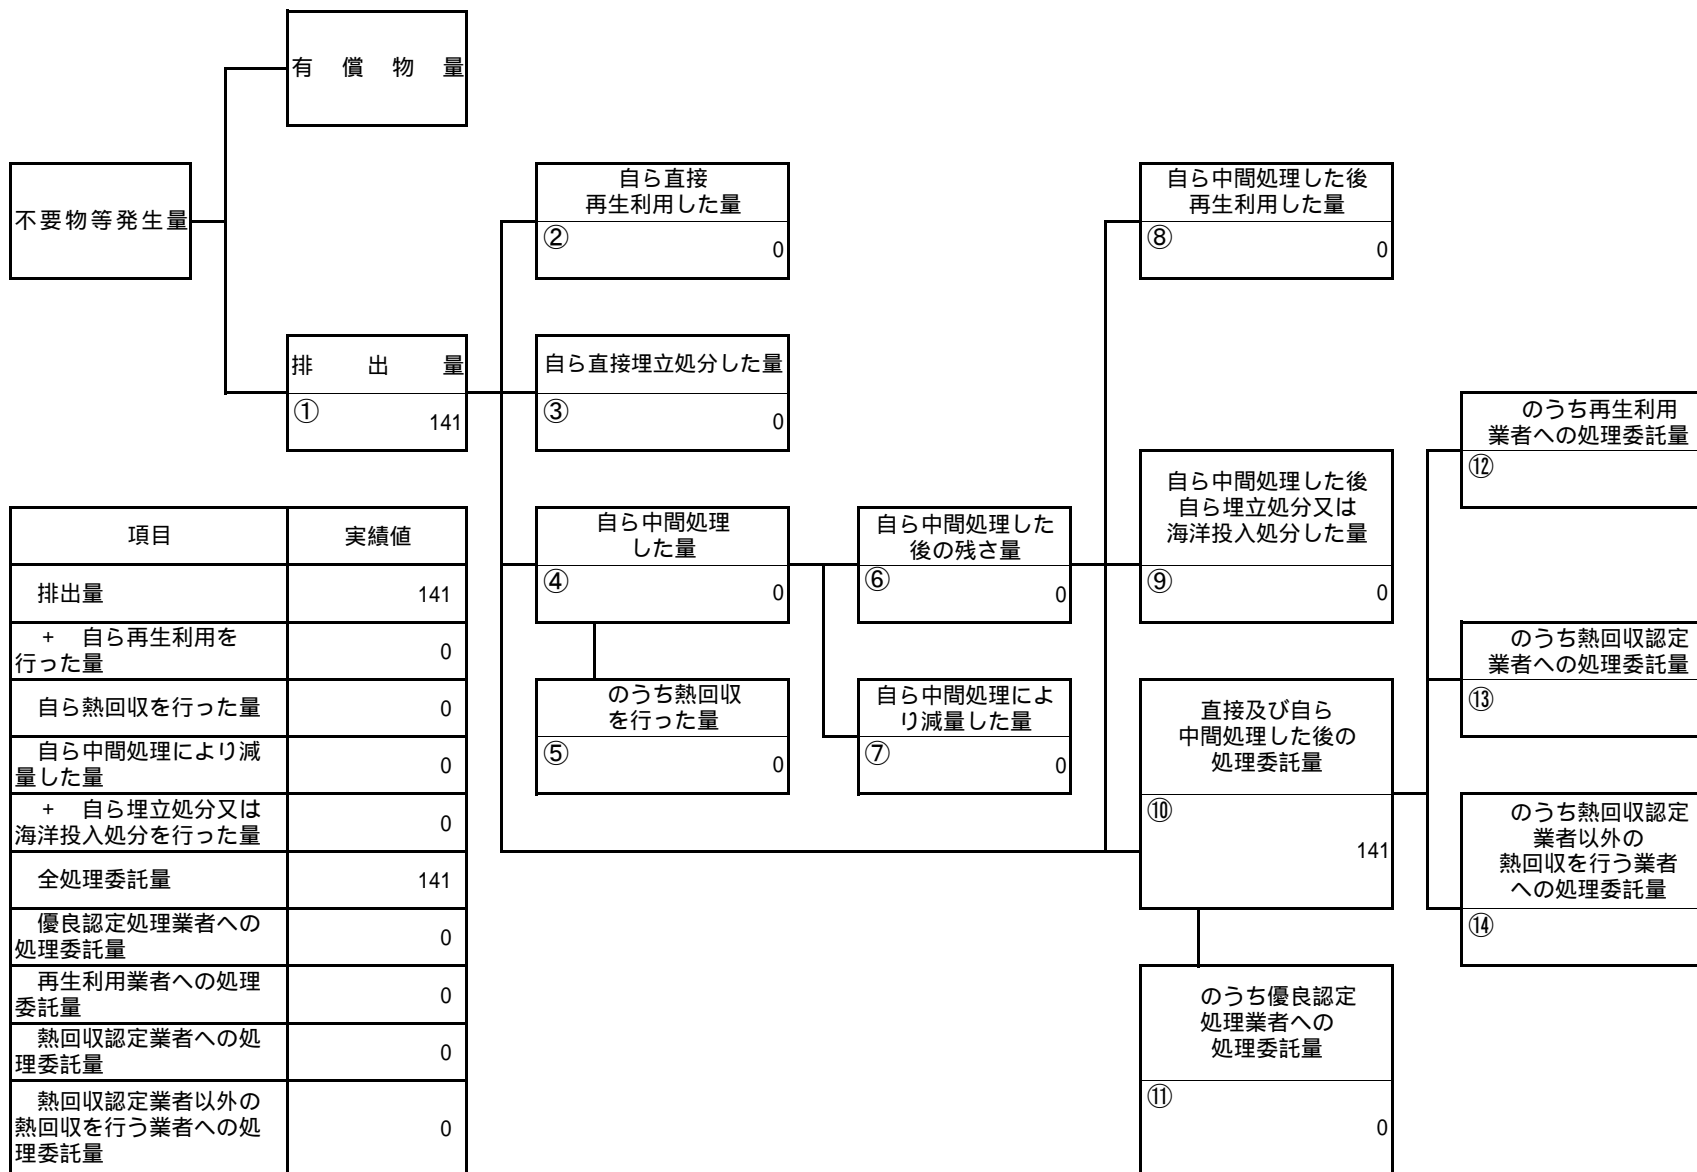 有償物量
不要物等発生量
自ら直接
再生利用した量
② 0
自ら中間処理した後
再生利用した量
⑧ 0
排出量
① 141
自ら直接埋立処分した量
③ 0
のうち再生利用
業者への処理委託量
⑫
自ら中間処理
した量
④ 0
自ら中間処理した
後の残さ量
⑥ 0
自ら中間処理した後
自ら埋立処分又は
海洋投入処分した量
⑨ 0
のうち熱回収認定
業者への処理委託量
⑬
のうち熱回収
を行った量
⑤ 0
自ら中間処理によ
り減量した量
⑦ 0
直接及び自ら
中間処理した後の
処理委託量
⑩
141
のうち熱回収認定
業者以外の
熱回収を行う業者
への処理委託量
⑭
のうち優良認定
処理業者への
処理委託量
⑪
0
項目 実績値
排出量 141
+ 自ら再生利用を
行った量 0
自ら熱回収を行った量 0
自ら中間処理により減
量した量 0
+ 自ら埋立処分又は
海洋投入処分を行った量 0
全処理委託量 141
優良認定処理業者への
処理委託量 0
再生利用業者への処理
委託量 0
熱回収認定業者への処
理委託量 0
熱回収認定業者以外の
熱回収を行う業者への処
理委託量 0